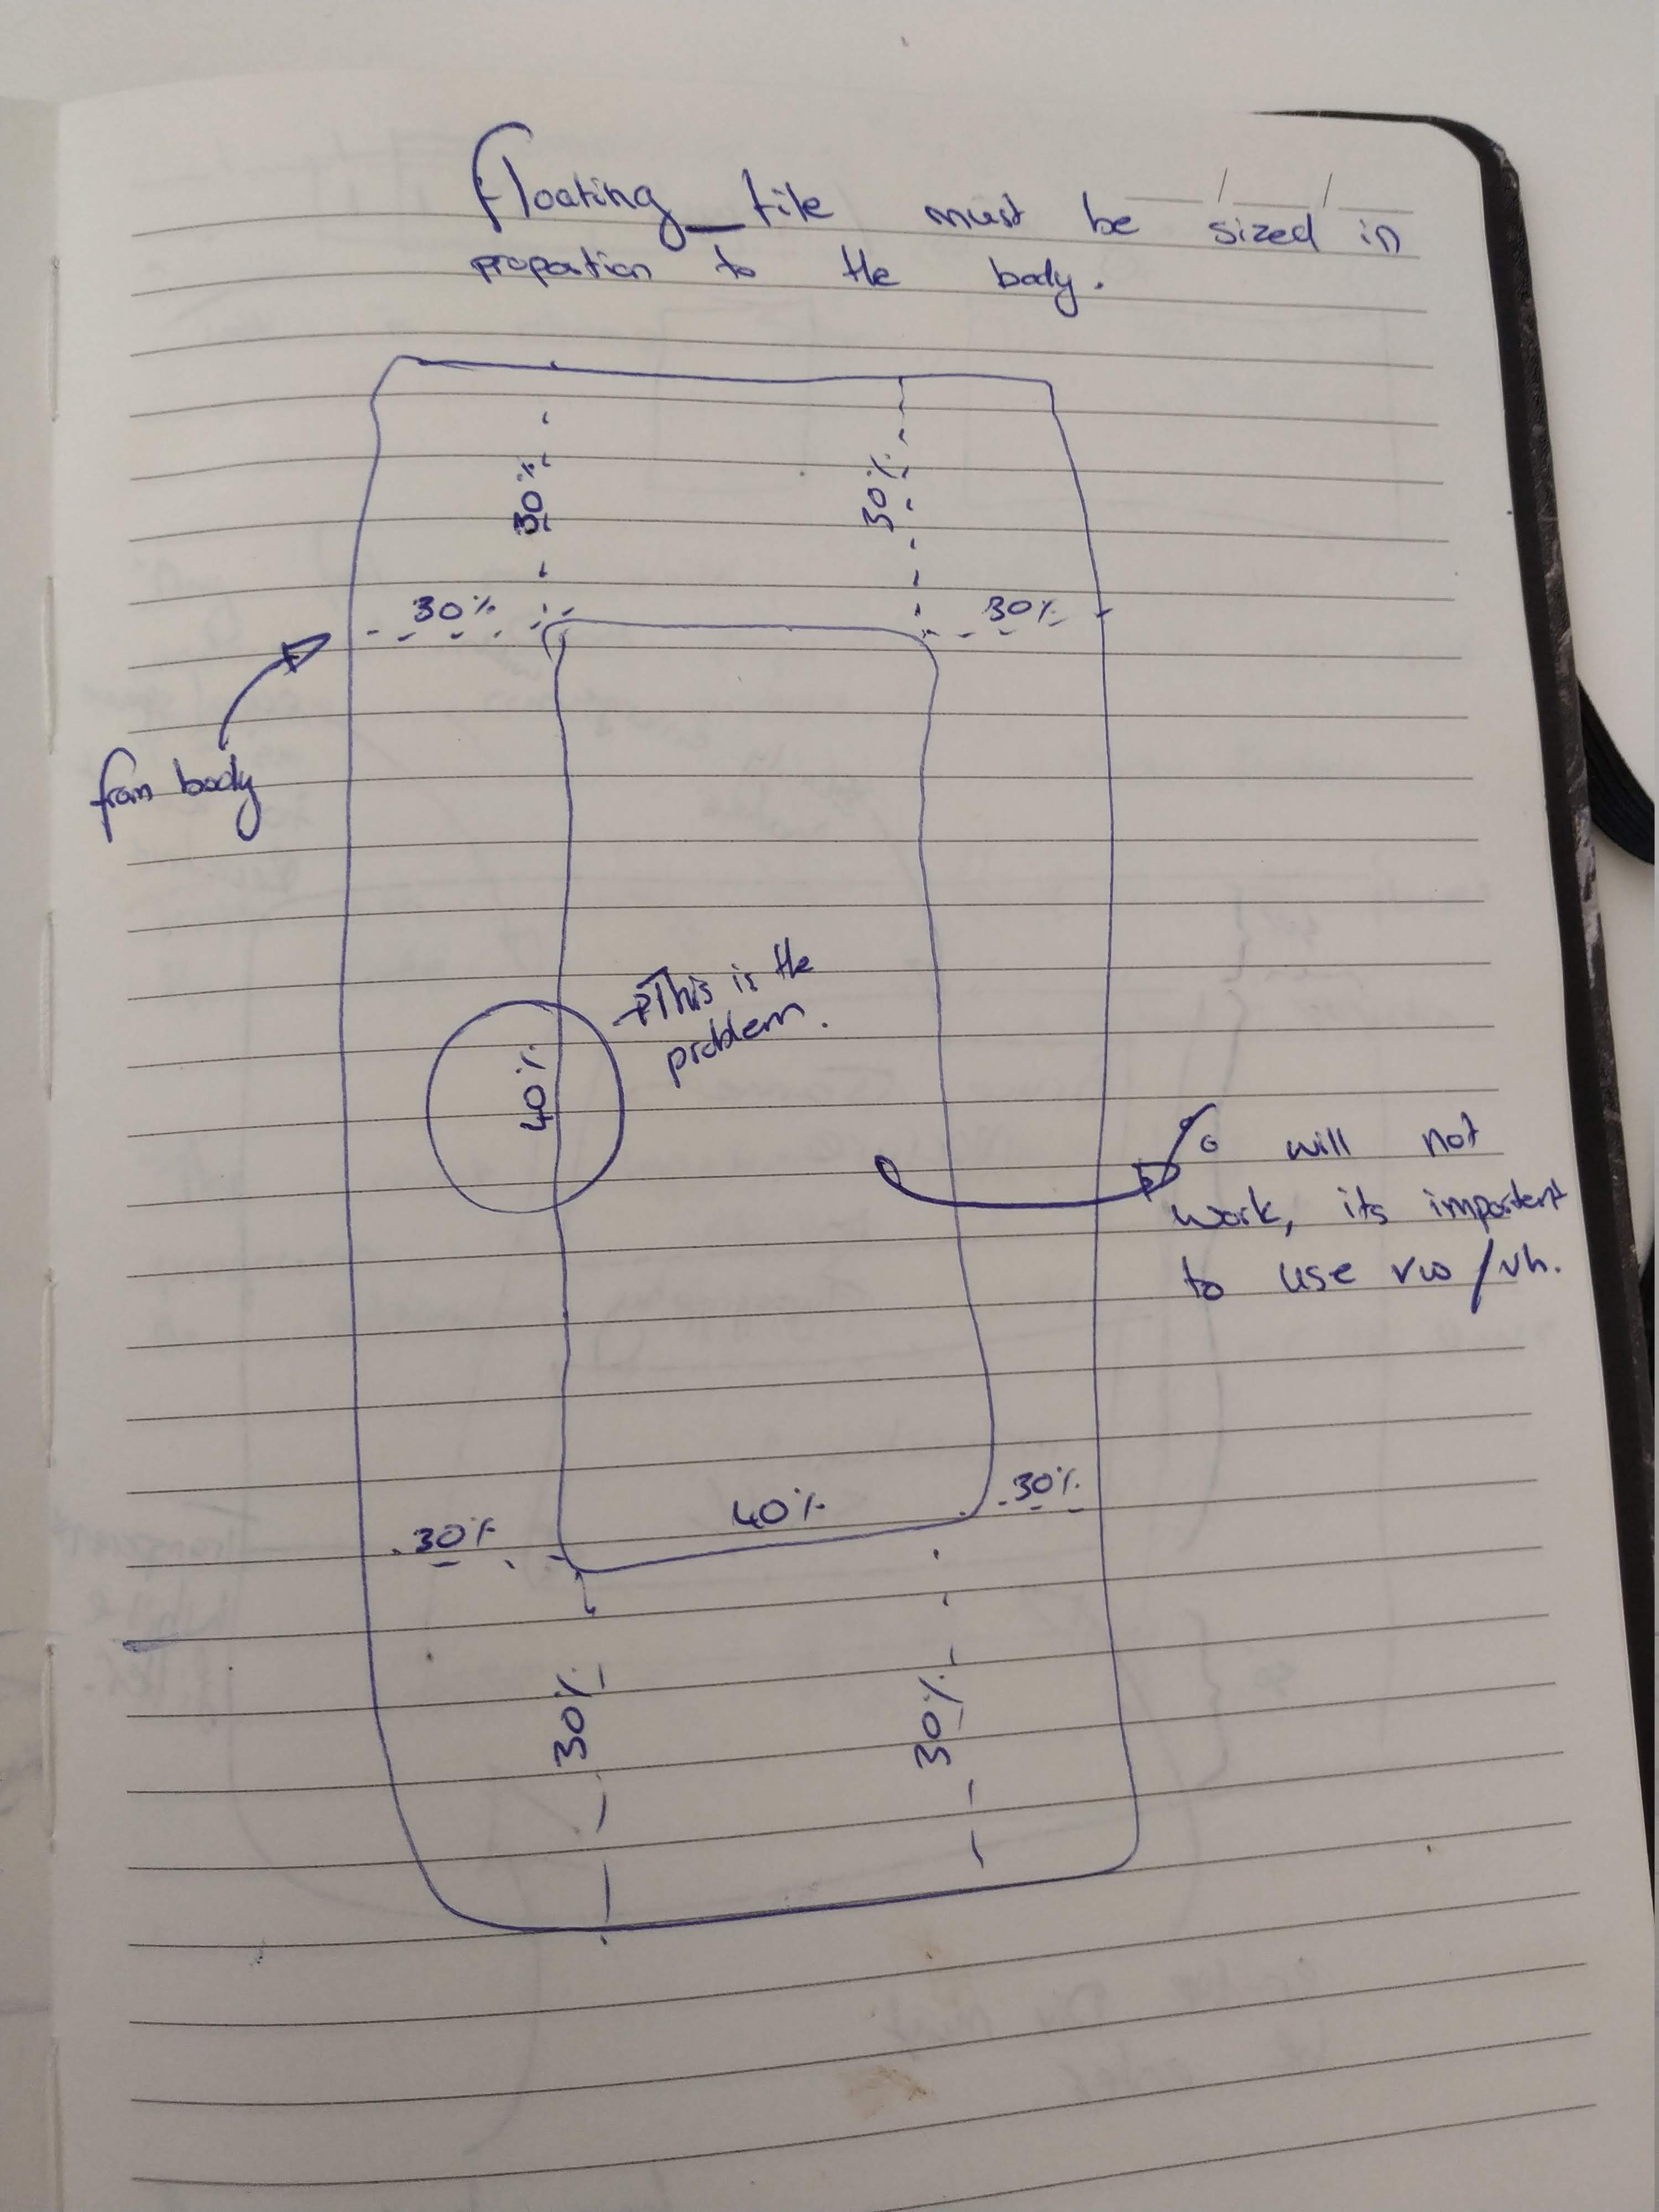 floating_tile must be sized in
proportion to the body.
30%
30%
30%
30%
from body
This is the
problem.
40%
% will not
work, its important
to use vw/vh.
40%
30%
30%
30%
30%